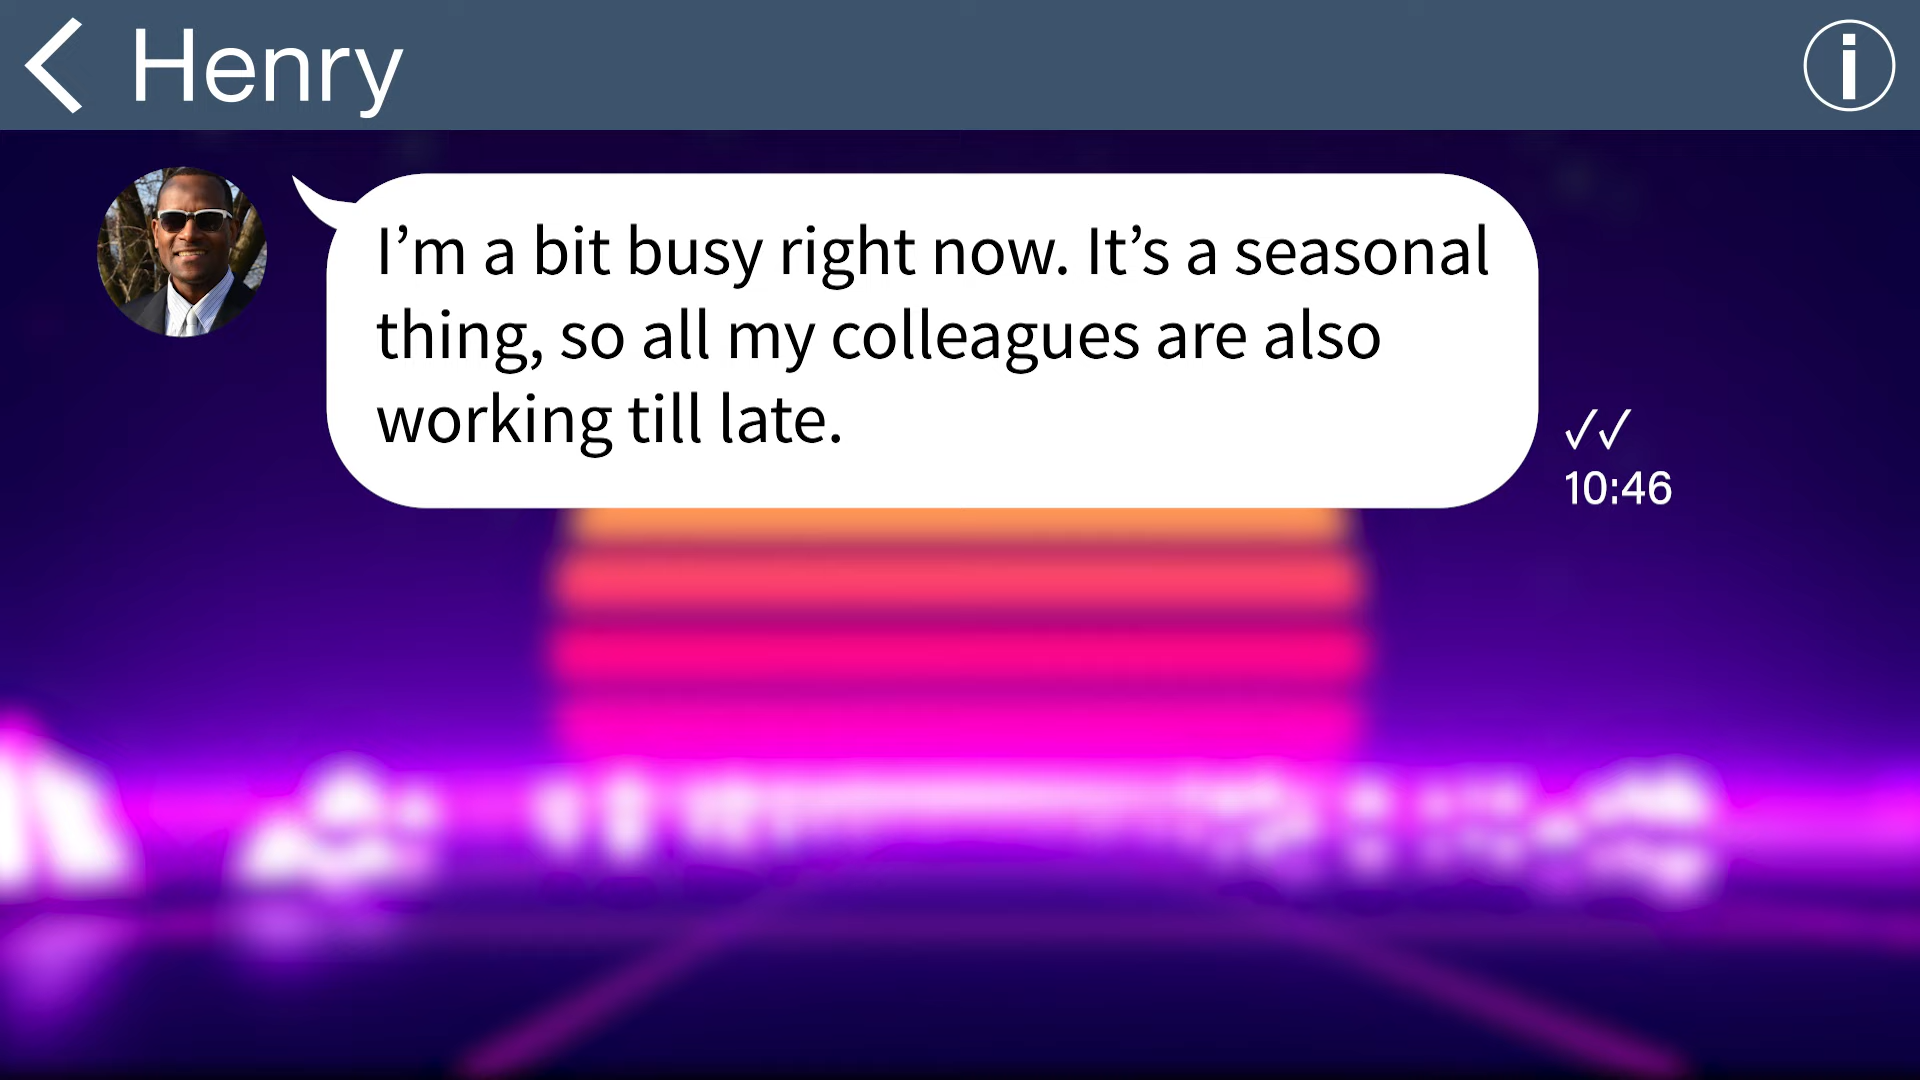 Henry
I’m a bit busy right now. It’s a seasonal
thing, so all my colleagues are also
working till late.
10:46